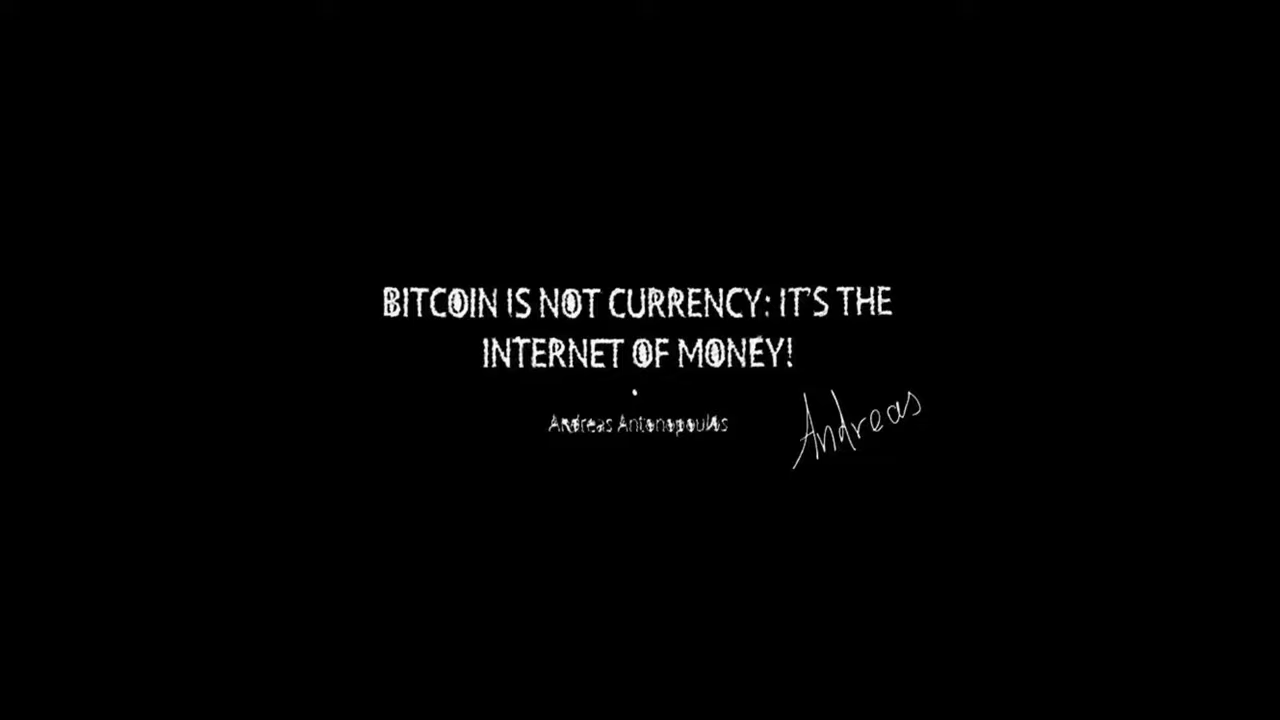 BITCOIN IS NOT CURRENCY: IT'S THE
INTERNET OF MONEY!
Andreas Antonopoulos
Andreas